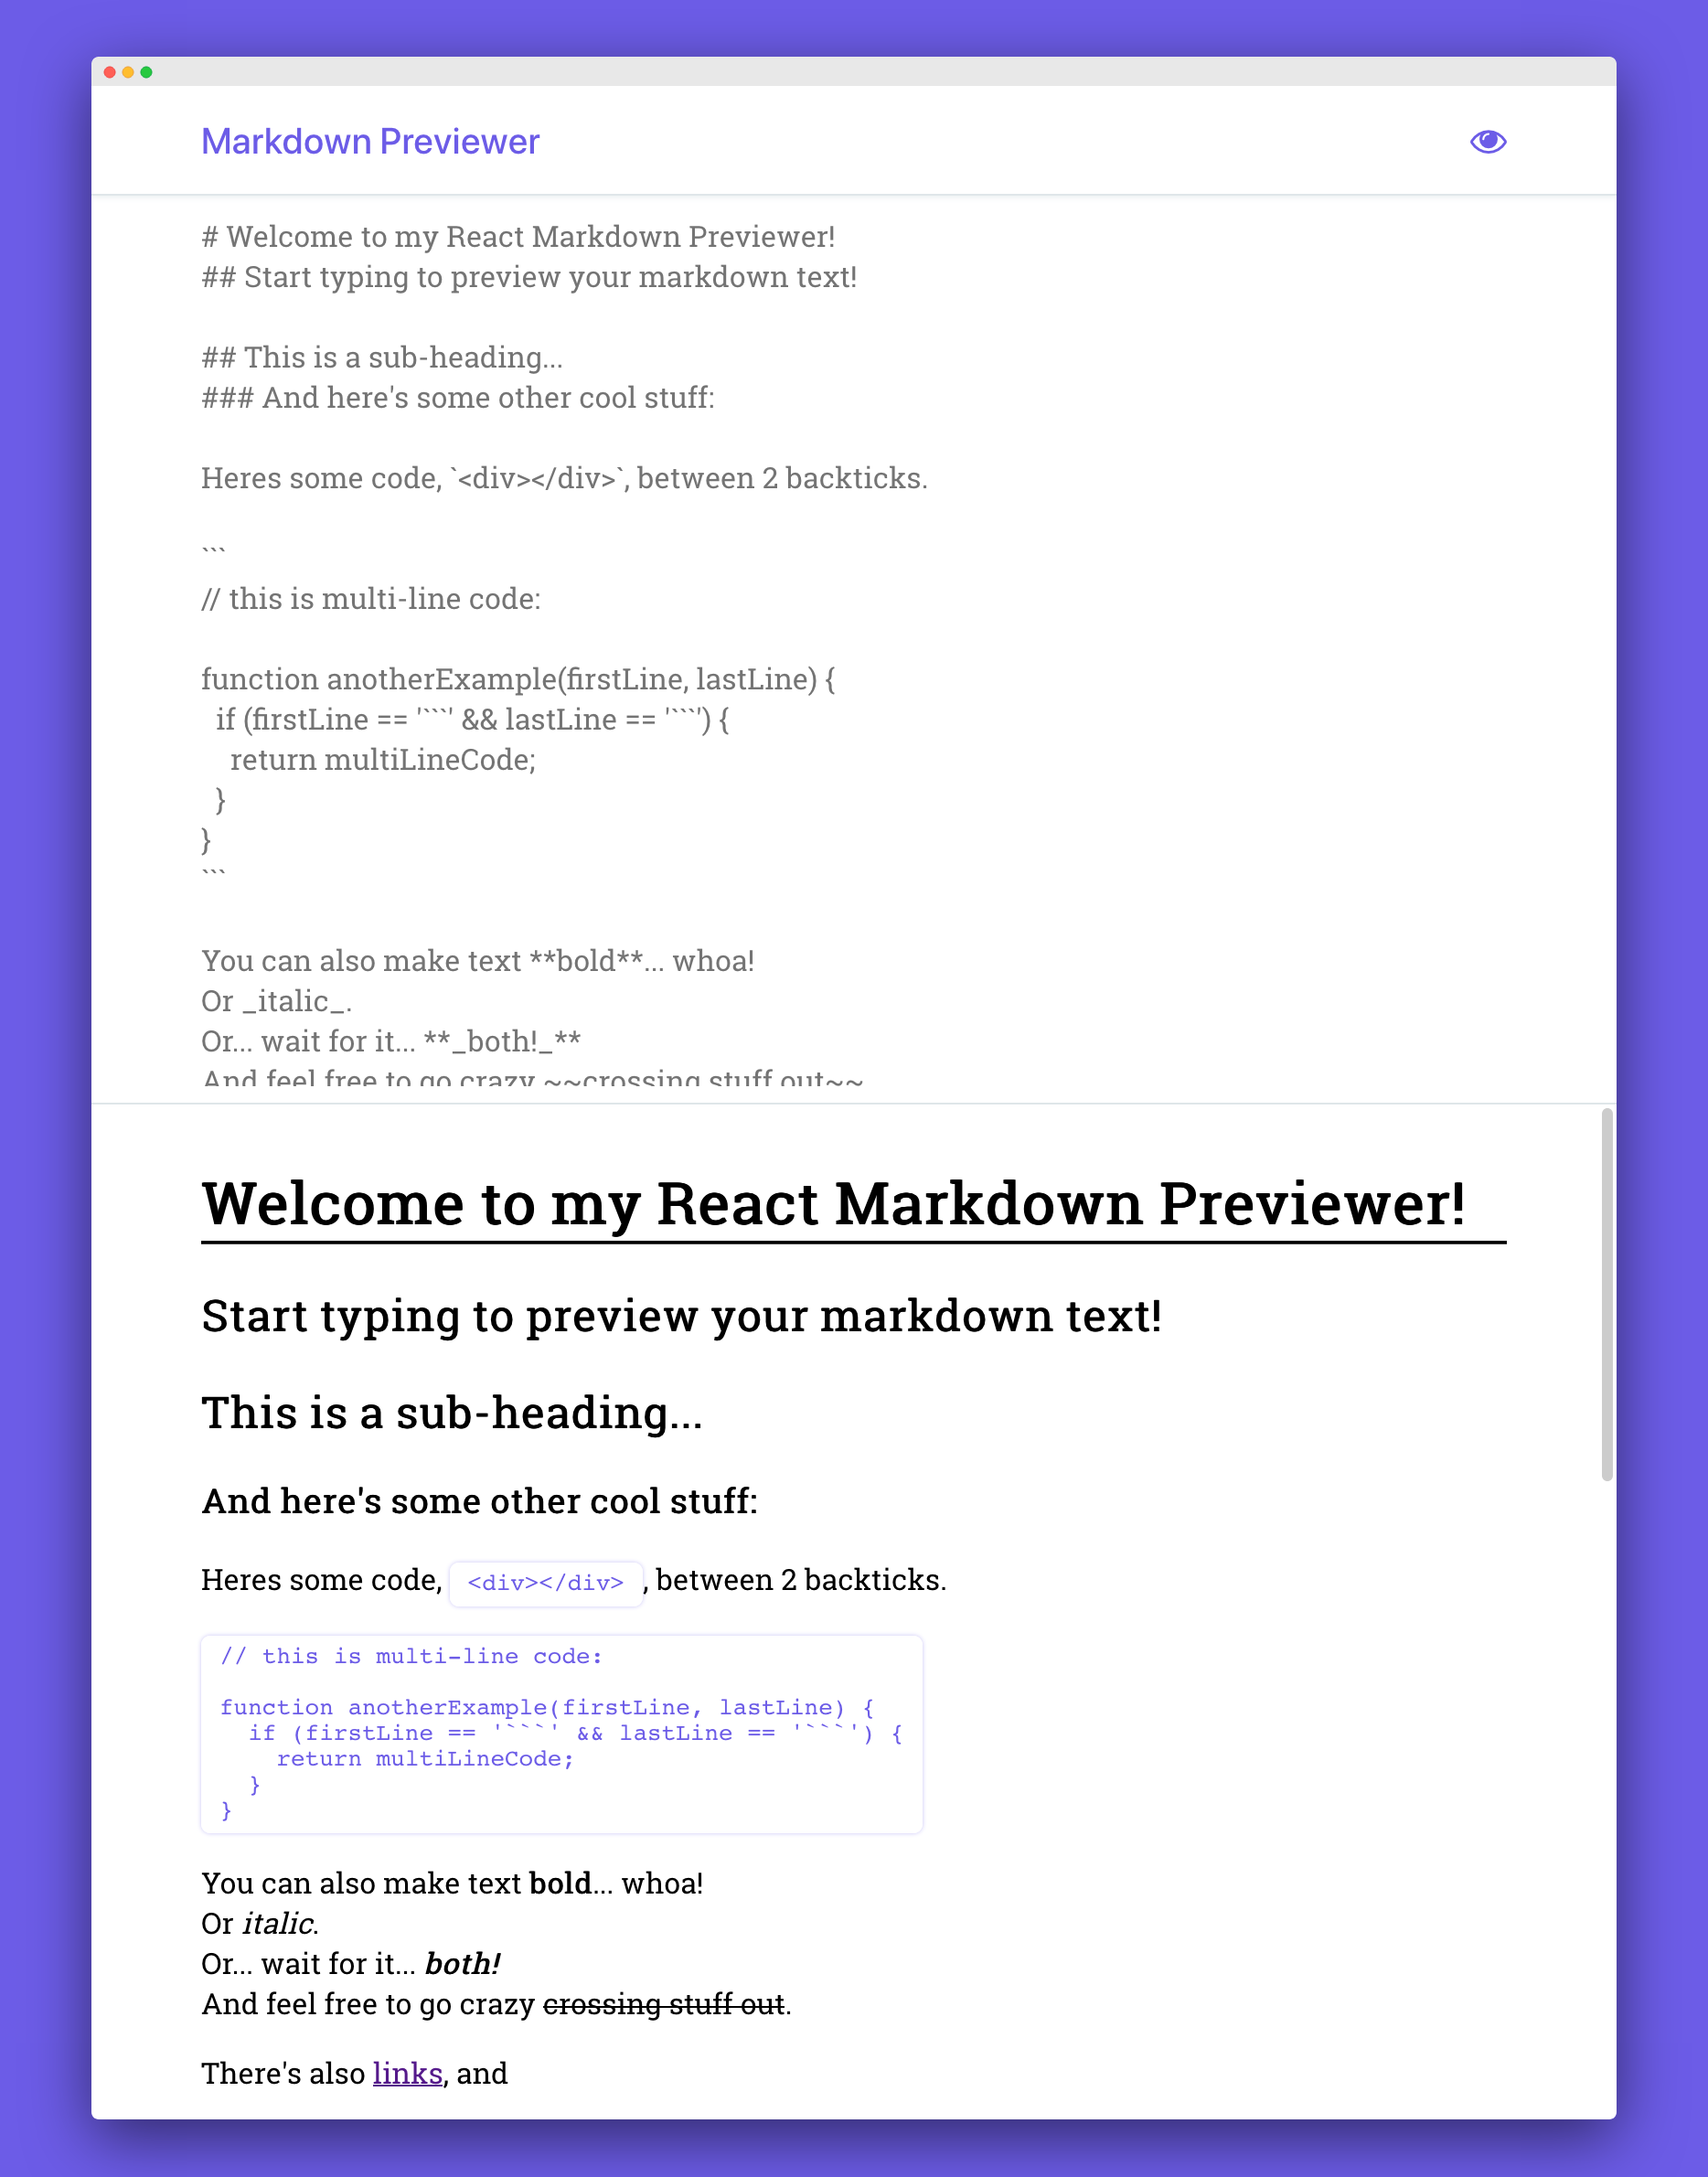 Markdown Previewer
# Welcome to my React Markdown Previewer!
## Start typing to preview your markdown text!
## This is a sub-heading...
### And here's some other cool stuff:
Heres some code, `<div></div>`, between 2 backticks.
```
// this is multi-line code:
function anotherExample(firstLine, lastLine) {
  if (firstLine == '```' && lastLine == '```') {
    return multiLineCode;
  }
}
```
You can also make text **bold**... whoa!
Or _italic_.
Or... wait for it... **_both!_**
And feel free to go crazy ~~crossing stuff out~~
Welcome to my React Markdown Previewer!
Start typing to preview your markdown text!
This is a sub-heading...
And here's some other cool stuff:
Heres some code, <div></div>, between 2 backticks.
// this is multi-line code:
function anotherExample(firstLine, lastLine) {
  if (firstLine == '```' && lastLine == '```') {
    return multiLineCode;
  }
}
You can also make text bold... whoa!
Or italic.
Or... wait for it... both!
And feel free to go crazy crossing stuff out.
There's also links, and